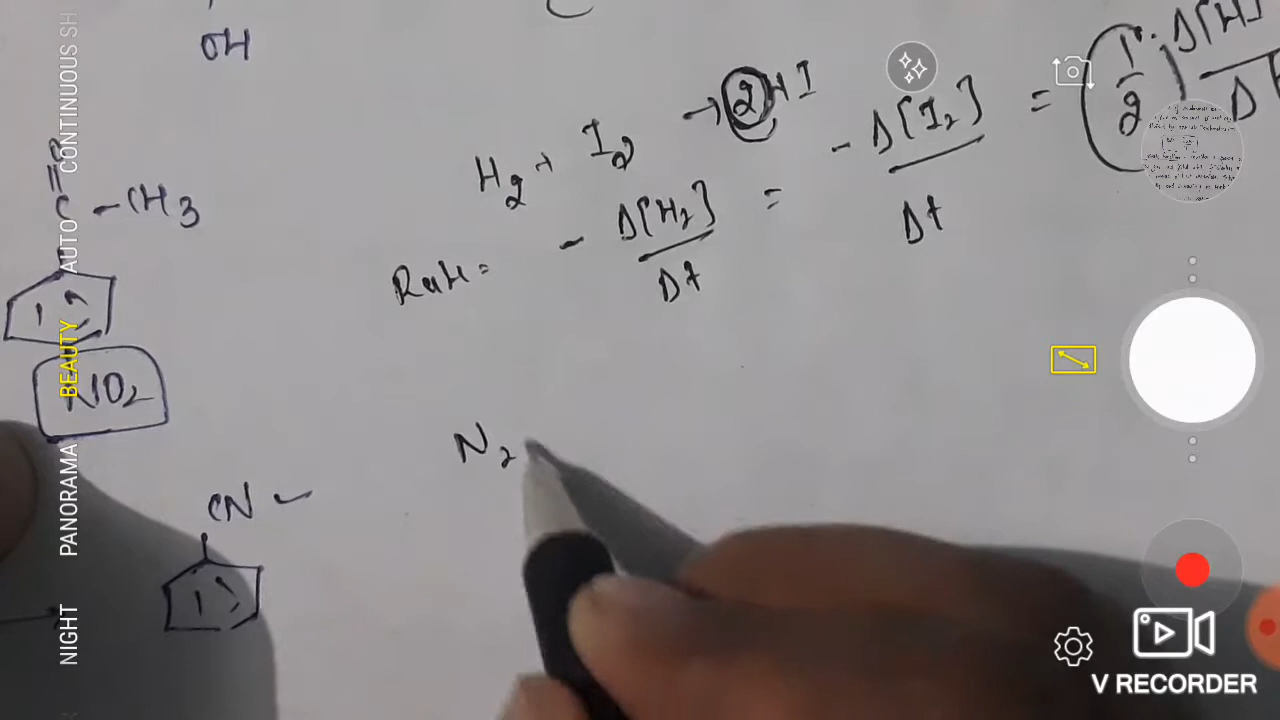 OH
H2 + I2 → 2HI
Rate = - Δ[H2]/Δt = - Δ[I2]/Δt = (1/2) Δ[HI]/Δ
C - CH3
N2
CN
CONTINUOUS SH
AUTO
BEAUTY
PANORAMA
NIGHT
V RECORDER